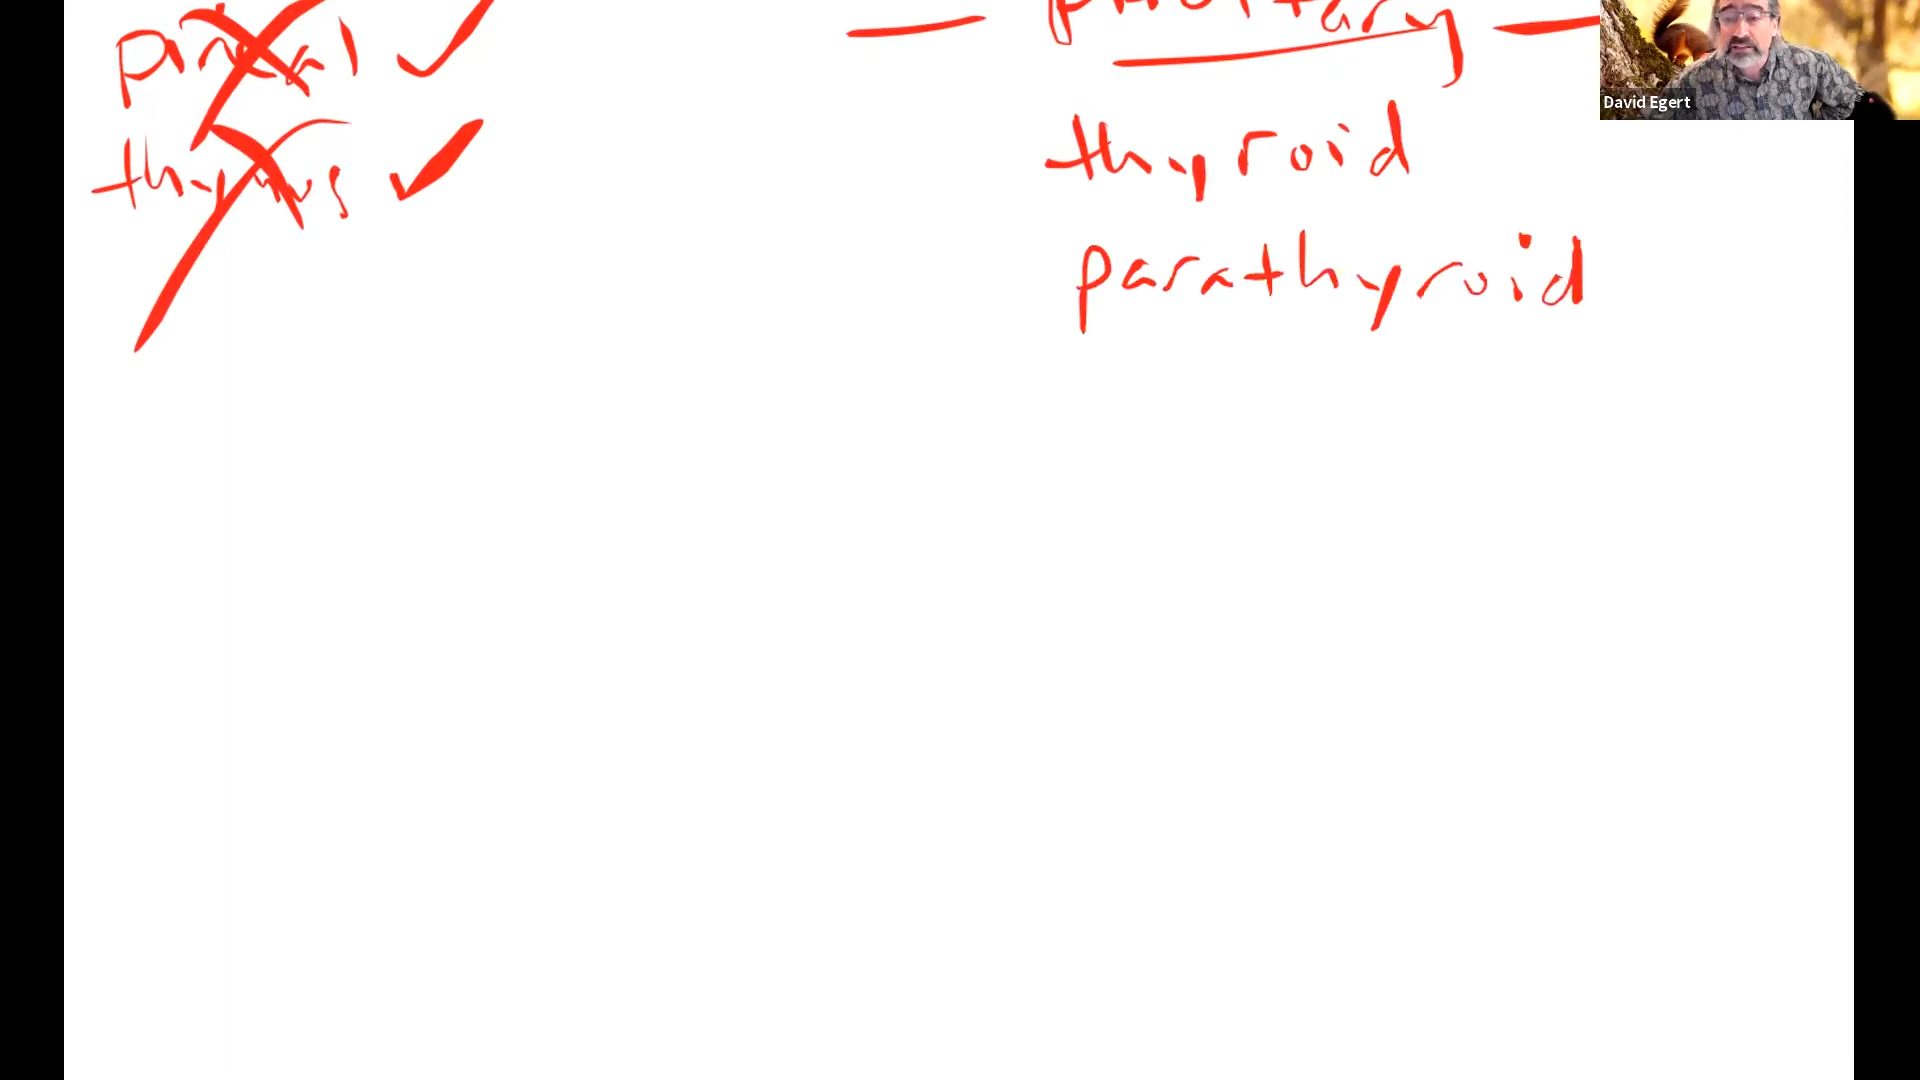 pineal ✓
thymus ✓
— pituitary —
thyroid
parathyroid
David Egert